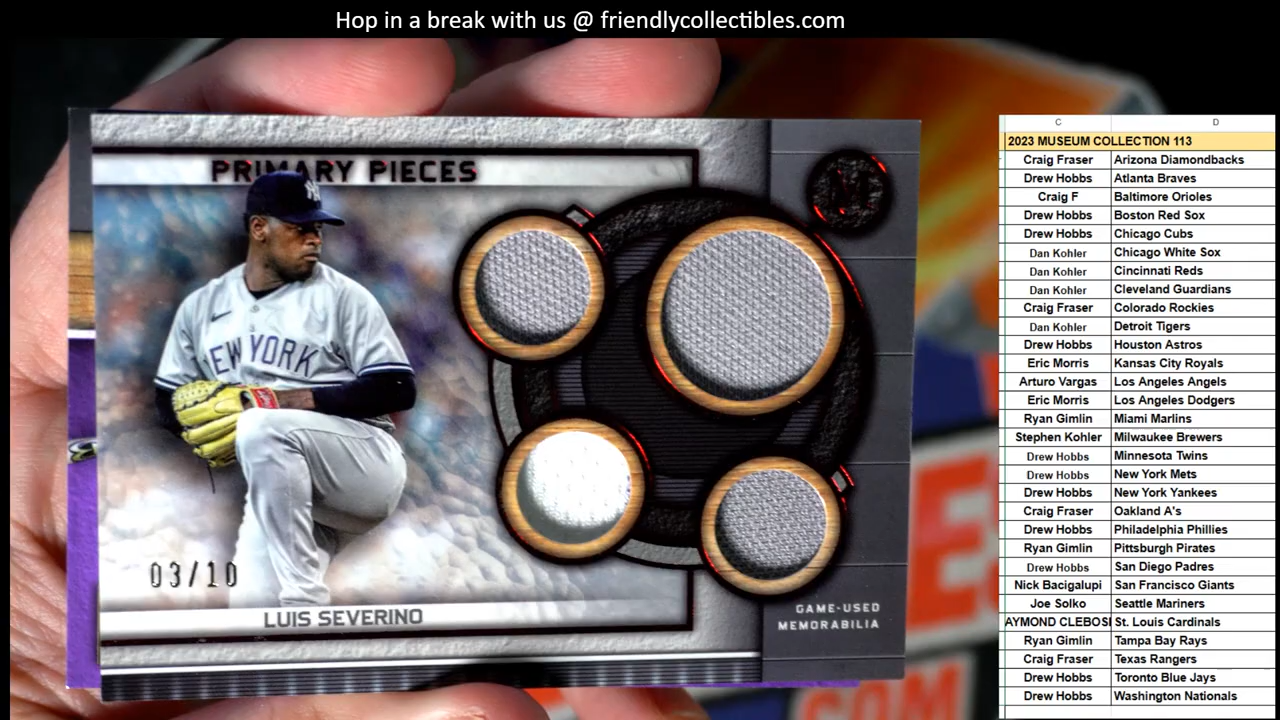 Hop in a break with us @ friendlycollectibles.com
PRIMARY PIECES
NEW YORK
03/10
LUIS SEVERINO
GAME-USED
MEMORABILIA
C D
2023 MUSEUM COLLECTION 113
Craig Fraser Arizona Diamondbacks
Drew Hobbs Atlanta Braves
Craig F Baltimore Orioles
Drew Hobbs Boston Red Sox
Drew Hobbs Chicago Cubs
Dan Kohler Chicago White Sox
Dan Kohler Cincinnati Reds
Dan Kohler Cleveland Guardians
Craig Fraser Colorado Rockies
Dan Kohler Detroit Tigers
Drew Hobbs Houston Astros
Eric Morris Kansas City Royals
Arturo Vargas Los Angeles Angels
Eric Morris Los Angeles Dodgers
Ryan Gimlin Miami Marlins
Stephen Kohler Milwaukee Brewers
Drew Hobbs Minnesota Twins
Drew Hobbs New York Mets
Drew Hobbs New York Yankees
Craig Fraser Oakland A's
Drew Hobbs Philadelphia Phillies
Ryan Gimlin Pittsburgh Pirates
Drew Hobbs San Diego Padres
Nick Bacigalupi San Francisco Giants
Joe Solko Seattle Mariners
AYMOND CLEBOSI St. Louis Cardinals
Ryan Gimlin Tampa Bay Rays
Craig Fraser Texas Rangers
Drew Hobbs Toronto Blue Jays
Drew Hobbs Washington Nationals